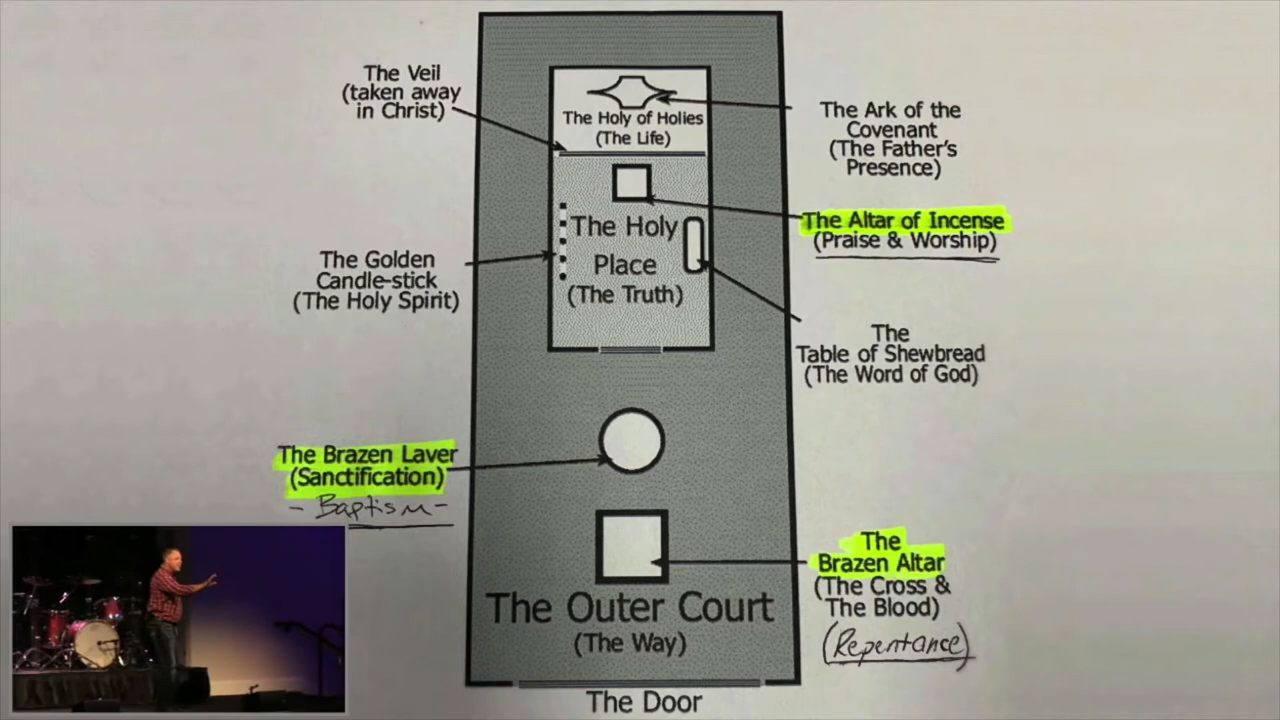 The Veil
(taken away
in Christ)
The Holy of Holies
(The Life)
The Ark of the
Covenant
(The Father's
Presence)
The Altar of Incense
(Praise & Worship)
The Holy
Place
(The Truth)
The Golden
Candle-stick
(The Holy Spirit)
The
Table of Shewbread
(The Word of God)
The Brazen Laver
(Sanctification)
- Baptism -
The
Brazen Altar
(The Cross &
The Blood)
(Repentance)
The Outer Court
(The Way)
The Door